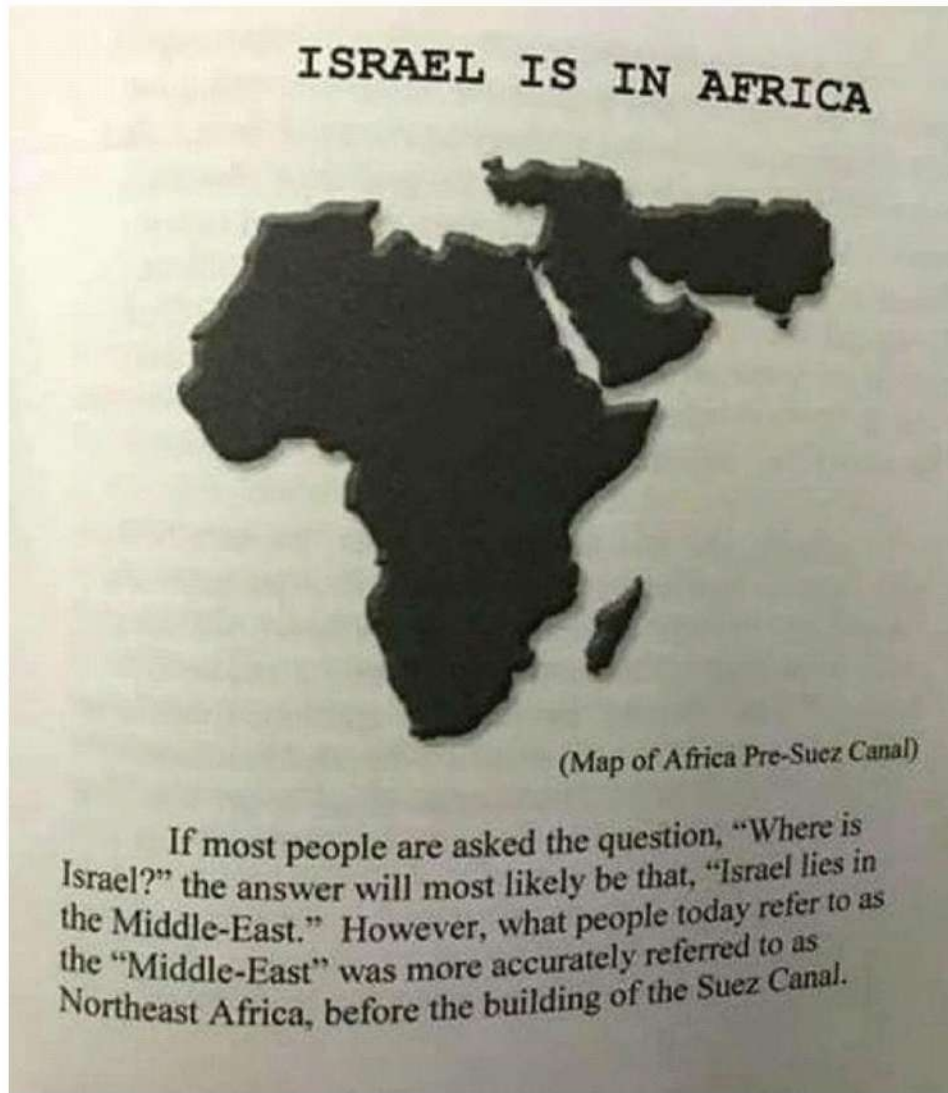 ISRAEL IS IN AFRICA
(Map of Africa Pre-Suez Canal)
If most people are asked the question, “Where is
Israel?” the answer will most likely be that, “Israel lies in
the Middle-East.” However, what people today refer to as
the “Middle-East” was more accurately referred to as
Northeast Africa, before the building of the Suez Canal.